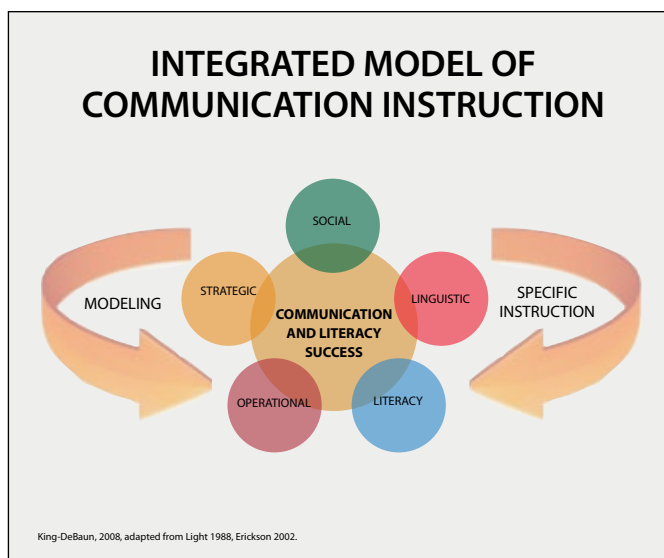 INTEGRATED MODEL OF
COMMUNICATION INSTRUCTION
SOCIAL
STRATEGIC
LINGUISTIC
MODELING
SPECIFIC
INSTRUCTION
COMMUNICATION
AND LITERACY
SUCCESS
OPERATIONAL
LITERACY
King-DeBaun, 2008, adapted from Light 1988, Erickson 2002.